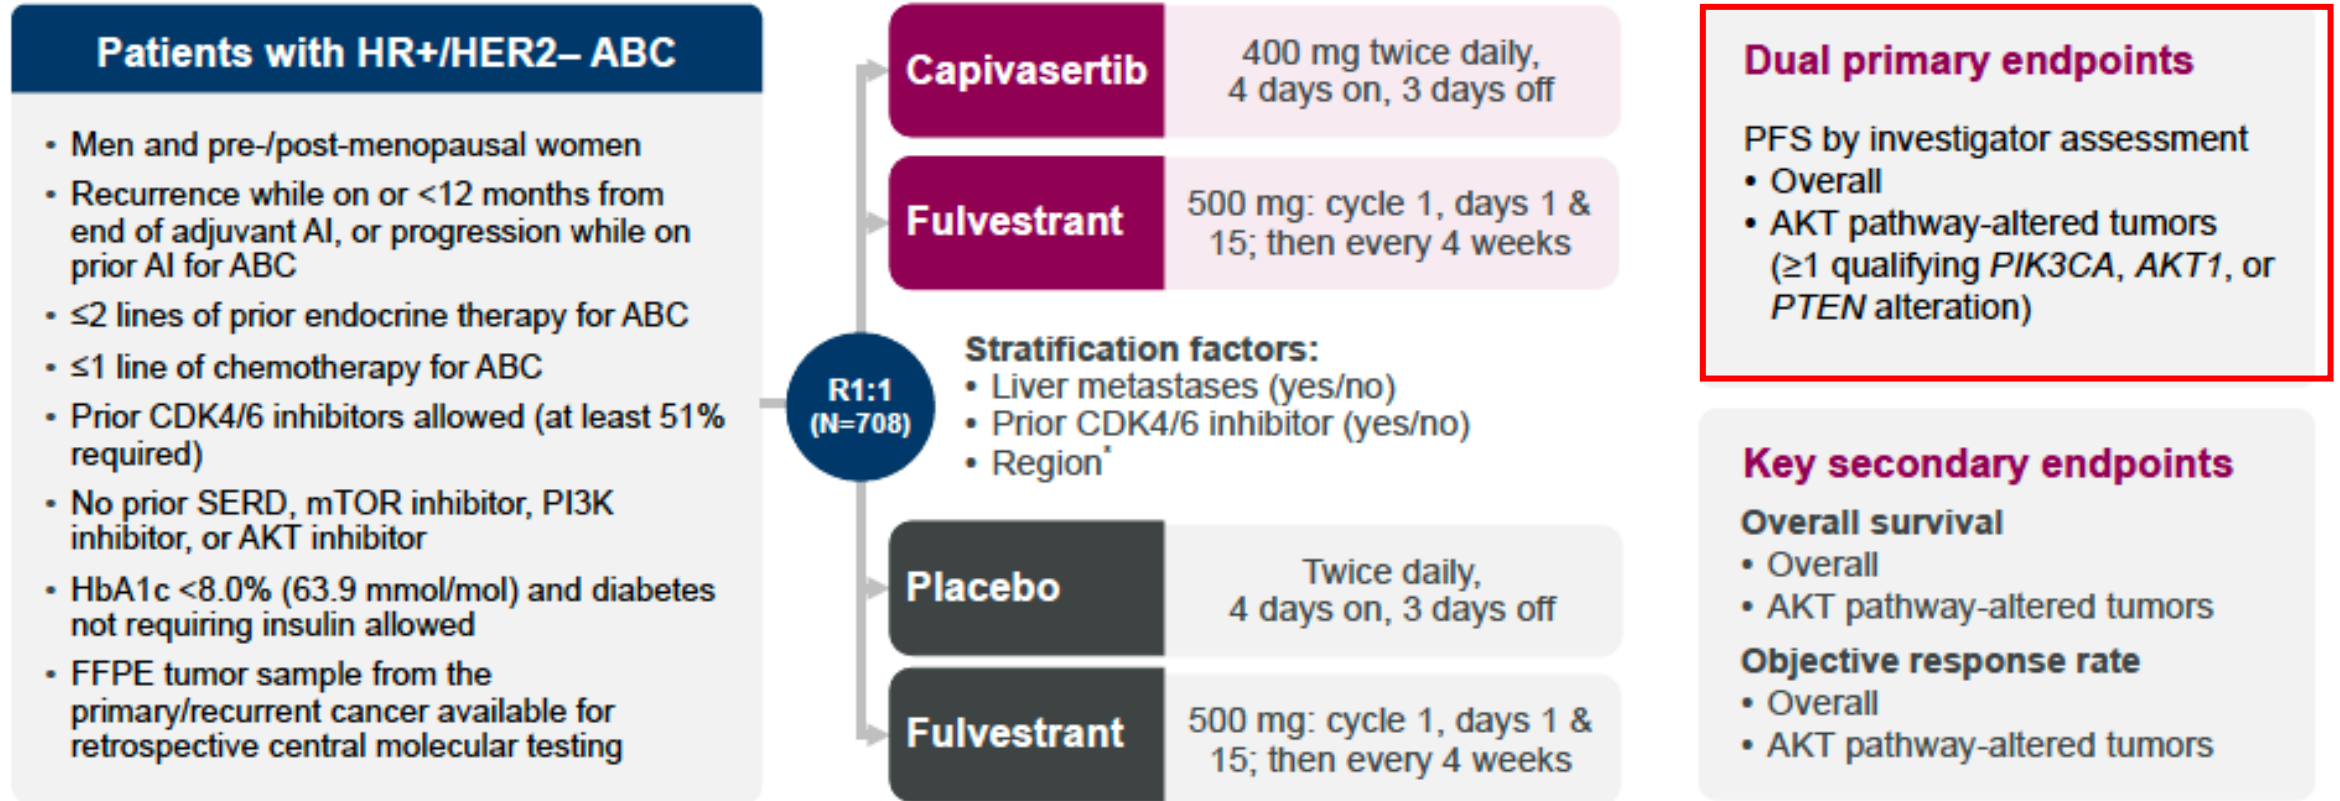 Patients with HR+/HER2– ABC
• Men and pre-/post-menopausal women
• Recurrence while on or <12 months from
end of adjuvant AI, or progression while on
prior AI for ABC
• ≤2 lines of prior endocrine therapy for ABC
• ≤1 line of chemotherapy for ABC
• Prior CDK4/6 inhibitors allowed (at least 51%
required)
• No prior SERD, mTOR inhibitor, PI3K
inhibitor, or AKT inhibitor
• HbA1c <8.0% (63.9 mmol/mol) and diabetes
not requiring insulin allowed
• FFPE tumor sample from the
primary/recurrent cancer available for
retrospective central molecular testing
R1:1
(N=708)
Capivasertib
400 mg twice daily,
4 days on, 3 days off
Fulvestrant
500 mg: cycle 1, days 1 &
15; then every 4 weeks
Stratification factors:
• Liver metastases (yes/no)
• Prior CDK4/6 inhibitor (yes/no)
• Region*
Placebo
Twice daily,
4 days on, 3 days off
Fulvestrant
500 mg: cycle 1, days 1 &
15; then every 4 weeks
Dual primary endpoints
PFS by investigator assessment
• Overall
• AKT pathway-altered tumors
(≥1 qualifying PIK3CA, AKT1, or
PTEN alteration)
Key secondary endpoints
Overall survival
• Overall
• AKT pathway-altered tumors
Objective response rate
• Overall
• AKT pathway-altered tumors